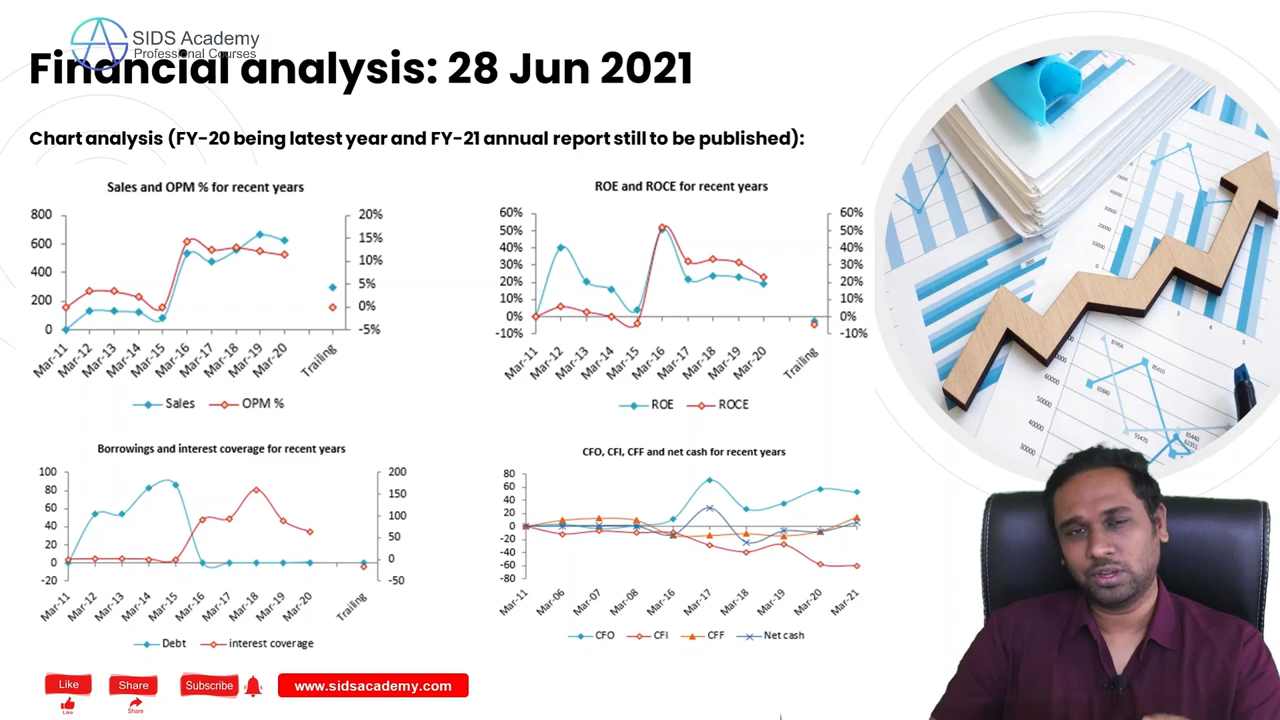 SIDS Academy
Professional Courses
Financial analysis: 28 Jun 2021
Chart analysis (FY-20 being latest year and FY-21 annual report still to be published):
Sales and OPM % for recent years
800
600
400
200
0
20%
15%
10%
5%
0%
-5%
Mar-11
Mar-12
Mar-13
Mar-14
Mar-15
Mar-16
Mar-17
Mar-18
Mar-19
Mar-20
Trailing
Sales
OPM %
ROE and ROCE for recent years
60%
50%
40%
30%
20%
10%
0%
-10%
60%
50%
40%
30%
20%
10%
0%
-10%
Mar-11
Mar-12
Mar-13
Mar-14
Mar-15
Mar-16
Mar-17
Mar-18
Mar-19
Mar-20
Trailing
ROE
ROCE
Borrowings and interest coverage for recent years
100
80
60
40
20
0
-20
200
150
100
50
0
-50
Mar-11
Mar-12
Mar-13
Mar-14
Mar-15
Mar-16
Mar-17
Mar-18
Mar-19
Mar-20
Trailing
Debt
interest coverage
CFO, CFI, CFF and net cash for recent years
80
60
40
20
0
-20
-40
-60
-80
Mar-11
Mar-06
Mar-07
Mar-08
Mar-16
Mar-17
Mar-18
Mar-19
Mar-20
Mar-21
CFO
CFI
CFF
Net cash
Like
Like
Share
Share
Subscribe
www.sidsacademy.com